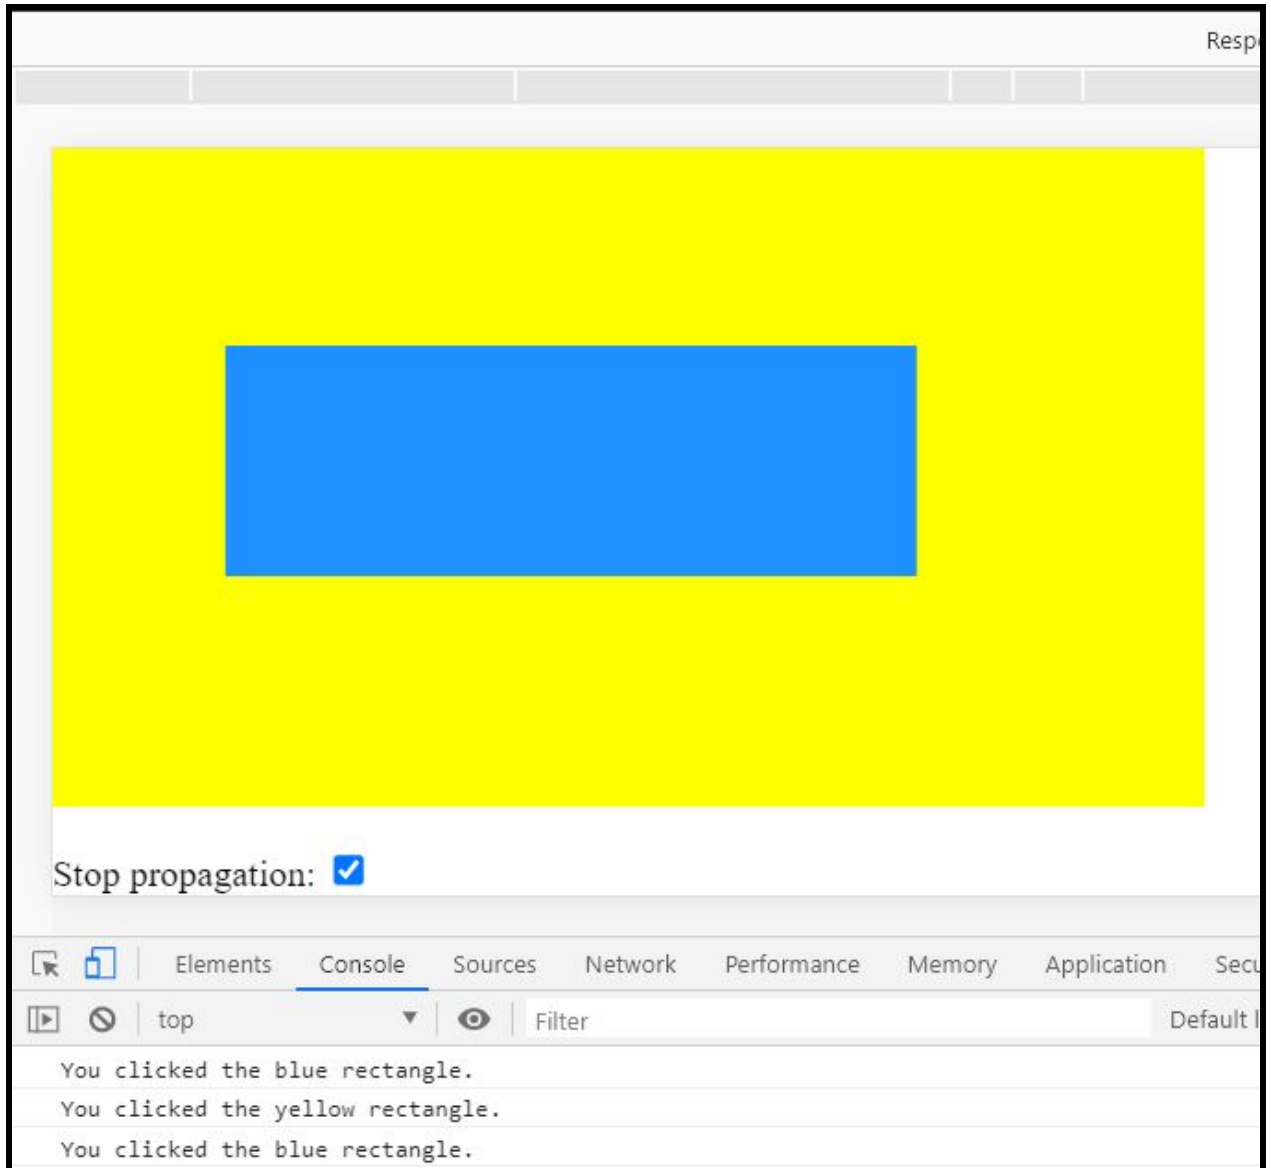 Resp
Stop propagation:
Elements Console Sources Network Performance Memory Application Secu
top Filter Default l
You clicked the blue rectangle.
You clicked the yellow rectangle.
You clicked the blue rectangle.